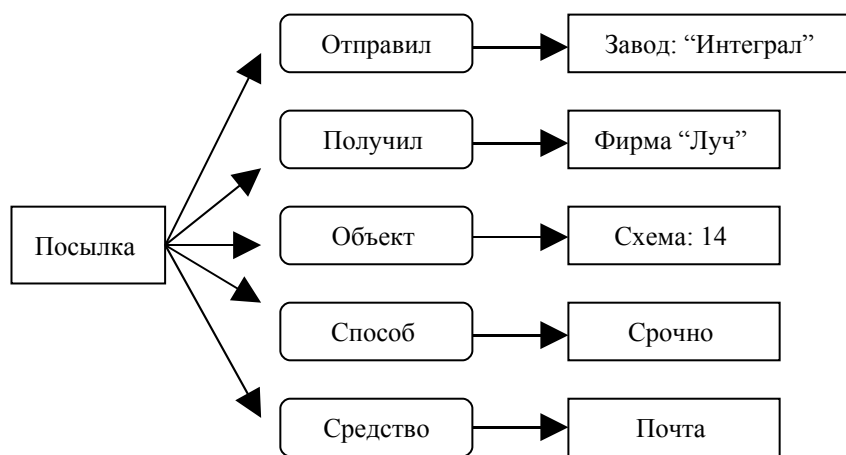 Отправил
Завод: “Интеграл”
Получил
Фирма “Луч”
Посылка
Объект
Схема: 14
Способ
Срочно
Средство
Почта